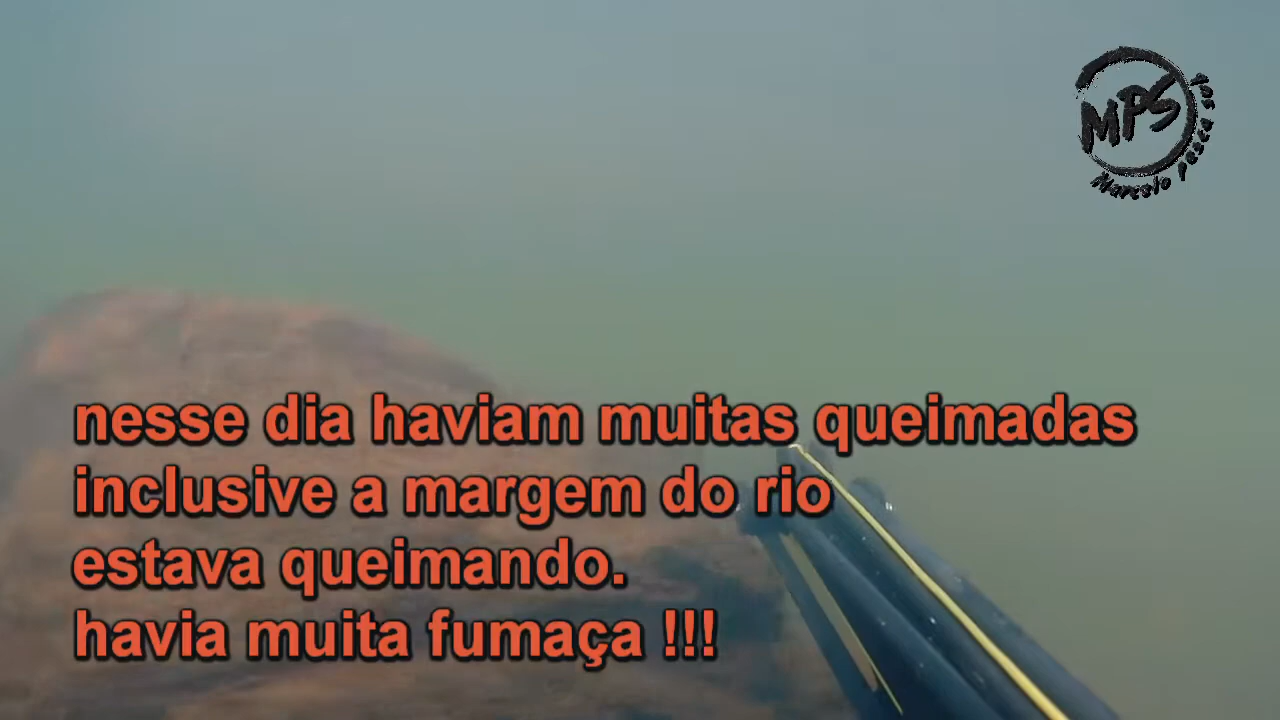 MPS
Marcelo pesca sub
nesse dia haviam muitas queimadas
inclusive a margem do rio
estava queimando.
havia muita fumaça !!!